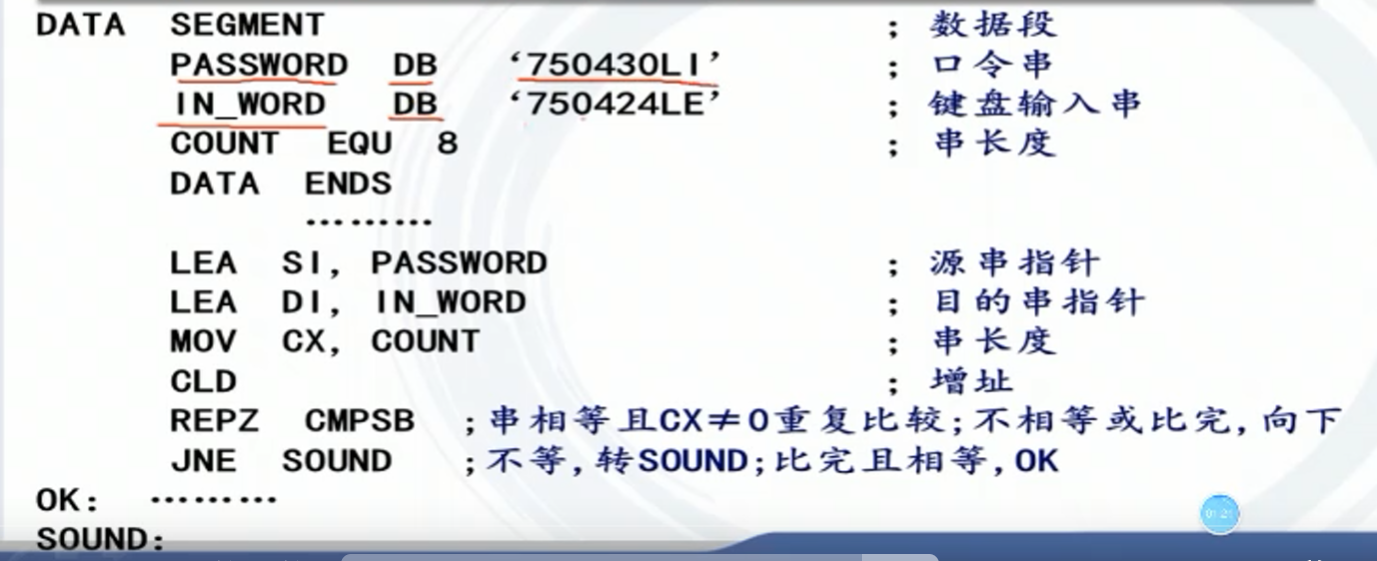 DATA SEGMENT ; 数据段
PASSWORD DB ‘750430LI’ ; 口令串
IN_WORD DB ‘750424LE’ ; 键盘输入串
COUNT EQU 8 ; 串长度
DATA ENDS
………
LEA SI, PASSWORD ; 源串指针
LEA DI, IN_WORD ; 目的串指针
MOV CX, COUNT ; 串长度
CLD ; 增址
REPZ CMPSB ;串相等且CX≠0重复比较;不相等或比完,向下
JNE SOUND ;不等,转SOUND;比完且相等,OK
OK: ………
SOUND: